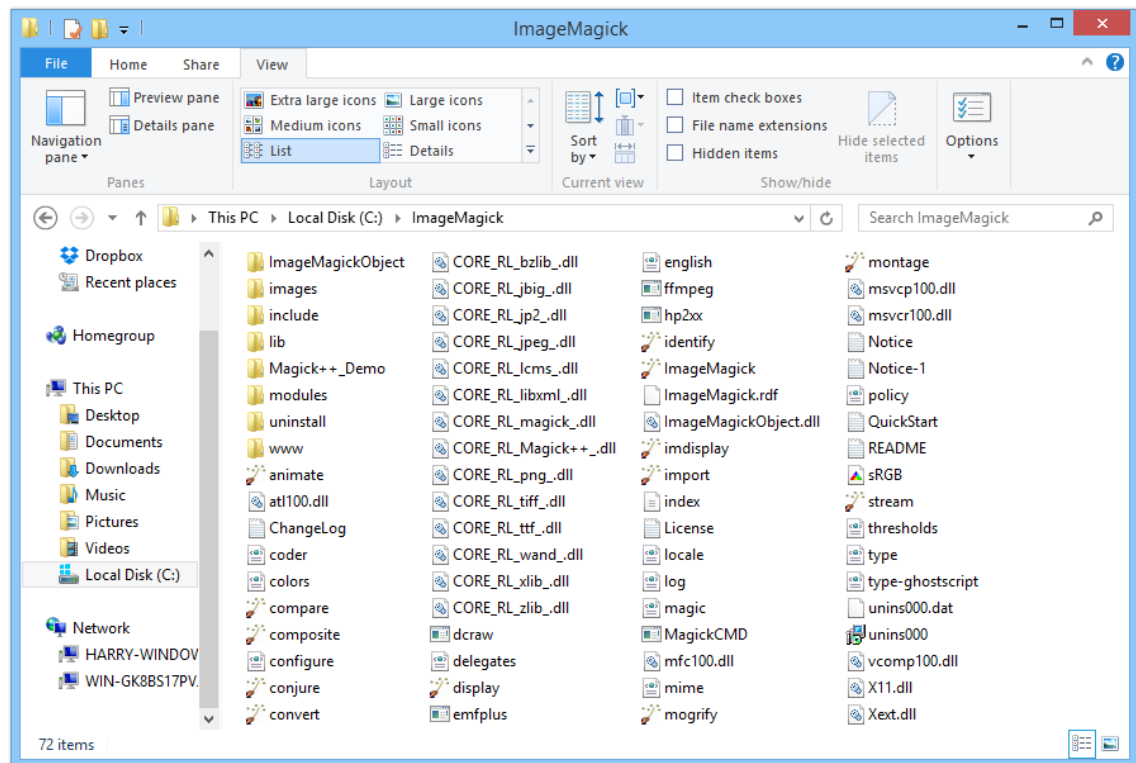 ImageMagick
File Home Share View
Navigation pane
Preview pane
Details pane
Panes
Extra large icons Large icons
Medium icons Small icons
List Details
Layout
Sort by
Current view
Item check boxes
File name extensions
Hidden items
Hide selected items
Show/hide
Options
This PC Local Disk (C:) ImageMagick
Search ImageMagick
Dropbox
Recent places
Homegroup
This PC
Desktop
Documents
Downloads
Music
Pictures
Videos
Local Disk (C:)
Network
HARRY-WINDOV
WIN-GK8BS17PV.
ImageMagickObject
images
include
lib
Magick++_Demo
modules
uninstall
www
animate
atl100.dll
ChangeLog
coder
colors
compare
composite
configure
conjure
convert
CORE_RL_bzlib_.dll
CORE_RL_jbig_.dll
CORE_RL_jp2_.dll
CORE_RL_jpeg_.dll
CORE_RL_lcms_.dll
CORE_RL_libxml_.dll
CORE_RL_magick_.dll
CORE_RL_Magick++_.dll
CORE_RL_png_.dll
CORE_RL_tiff_.dll
CORE_RL_ttf_.dll
CORE_RL_wand_.dll
CORE_RL_xlib_.dll
CORE_RL_zlib_.dll
dcraw
delegates
display
emfplus
english
ffmpeg
hp2xx
identify
ImageMagick
ImageMagick.rdf
ImageMagickObject.dll
imdisplay
import
index
License
locale
log
magic
MagickCMD
mfc100.dll
mime
mogrify
montage
msvcp100.dll
msvcr100.dll
Notice
Notice-1
policy
QuickStart
README
sRGB
stream
thresholds
type
type-ghostscript
unins000.dat
unins000
vcomp100.dll
X11.dll
Xext.dll
72 items